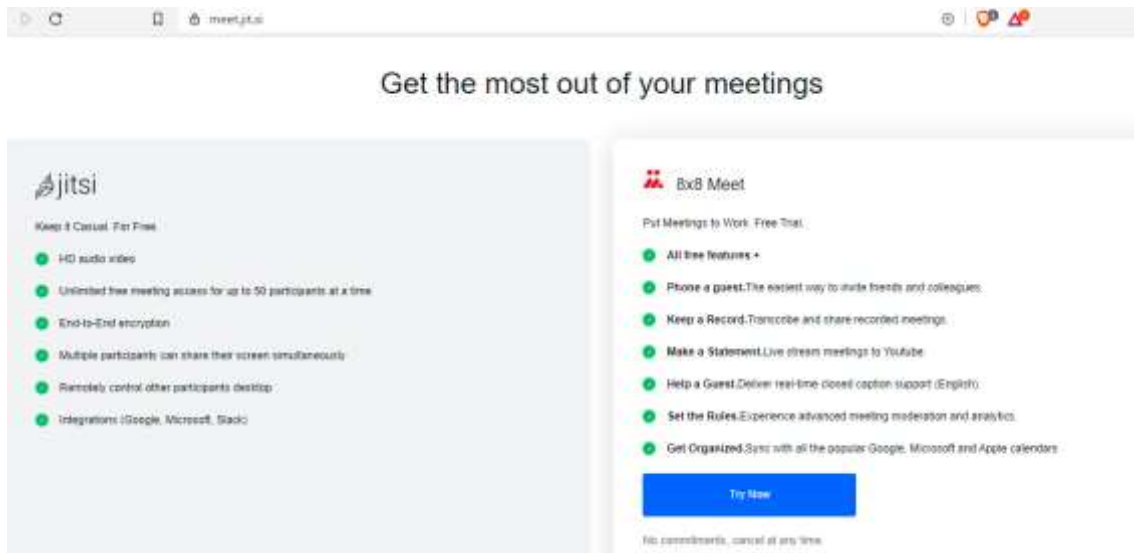 meet.jit.si
Get the most out of your meetings
jitsi
Keep it Casual. For Free.
HD audio video
Unlimited free meeting access for up to 50 participants at a time
End-to-End encryption
Multiple participants can share their screen simultaneously
Remotely control other participants desktop
Integrations (Google, Microsoft, Slack)
8x8 Meet
Put Meetings to Work. Free Trial.
All free features +
Phone a guest.The easiest way to invite friends and colleagues.
Keep a Record.Transcribe and share recorded meetings.
Make a Statement.Live stream meetings to Youtube.
Help a Guest.Deliver real-time closed caption support (English).
Set the Rules.Experience advanced meeting moderation and analytics.
Get Organized.Sync with all the popular Google, Microsoft and Apple calendars
Try Now
No commitments, cancel at any time.